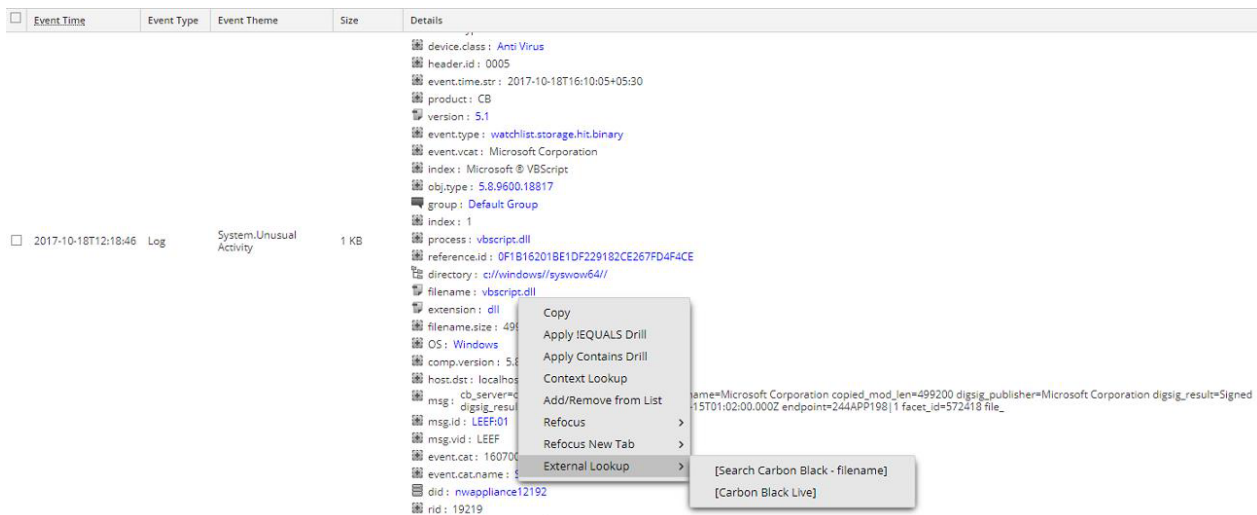 Event Time Event Type Event Theme Size Details
device.class : Anti Virus
header.id : 0005
event.time.str : 2017-10-18T16:10:05+05:30
product : CB
version : 5.1
event.type : watchlist.storage.hit.binary
event.vcat : Microsoft Corporation
index : Microsoft ® VBScript
obj.type : 5.8.9600.18817
group : Default Group
index : 1
2017-10-18T12:18:46 Log System.Unusual Activity 1 KB
process : vbscript.dll
reference.id : 0F1B16201BE1DF229182CE267FD4F4CE
directory : c://windows//syswow64//
filename : vbscript.dll
extension : dll
filename.size : 499
OS : Windows
comp.version : 5.8
host.dst : localhos
msg : cb_server=c ame=Microsoft Corporation copied_mod_len=499200 digsig_publisher=Microsoft Corporation digsig_result=Signed
digsig_resul -15T01:02:00.000Z endpoint=244APP198|1 facet_id=572418 file_
msg.id : LEEF:01
msg.vid : LEEF
event.cat : 160700
event.cat.name : S
did : nwappliance12192
rid : 19219
Copy
Apply !EQUALS Drill
Apply Contains Drill
Context Lookup
Add/Remove from List
Refocus >
Refocus New Tab >
External Lookup >
[Search Carbon Black - filename]
[Carbon Black Live]